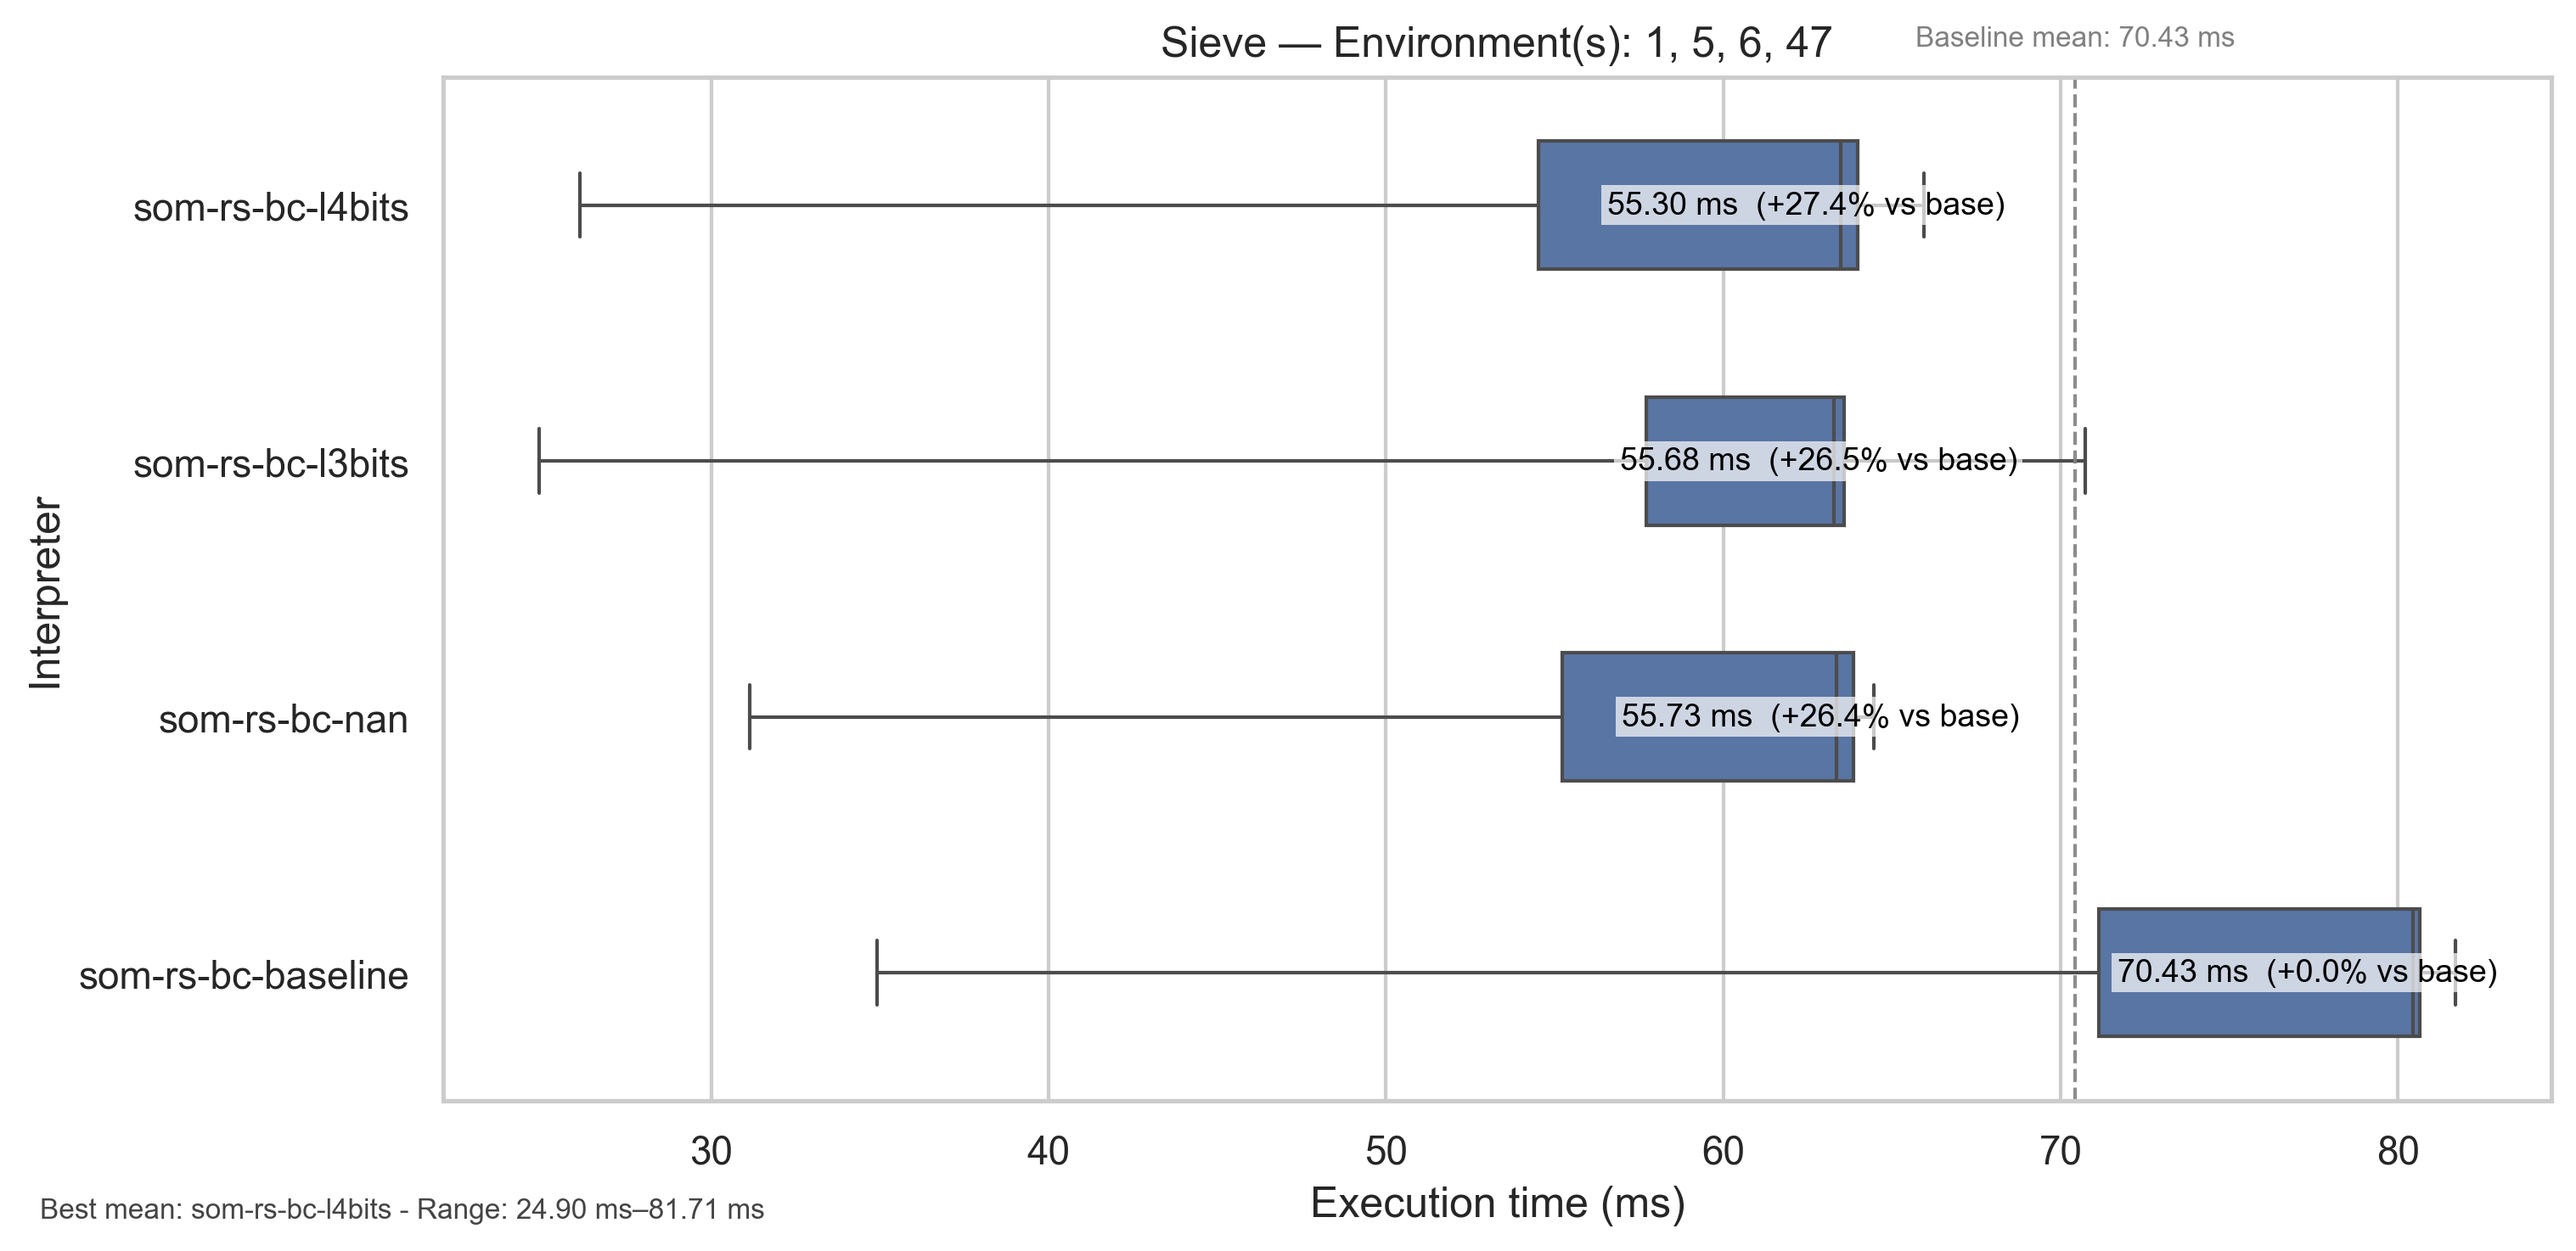 Sieve — Environment(s): 1, 5, 6, 47
Baseline mean: 70.43 ms
Interpreter
som-rs-bc-l4bits
55.30 ms (+27.4% vs base)
som-rs-bc-l3bits
55.68 ms (+26.5% vs base)
som-rs-bc-nan
55.73 ms (+26.4% vs base)
som-rs-bc-baseline
70.43 ms (+0.0% vs base)
30 40 50 60 70 80
Execution time (ms)
Best mean: som-rs-bc-l4bits - Range: 24.90 ms–81.71 ms